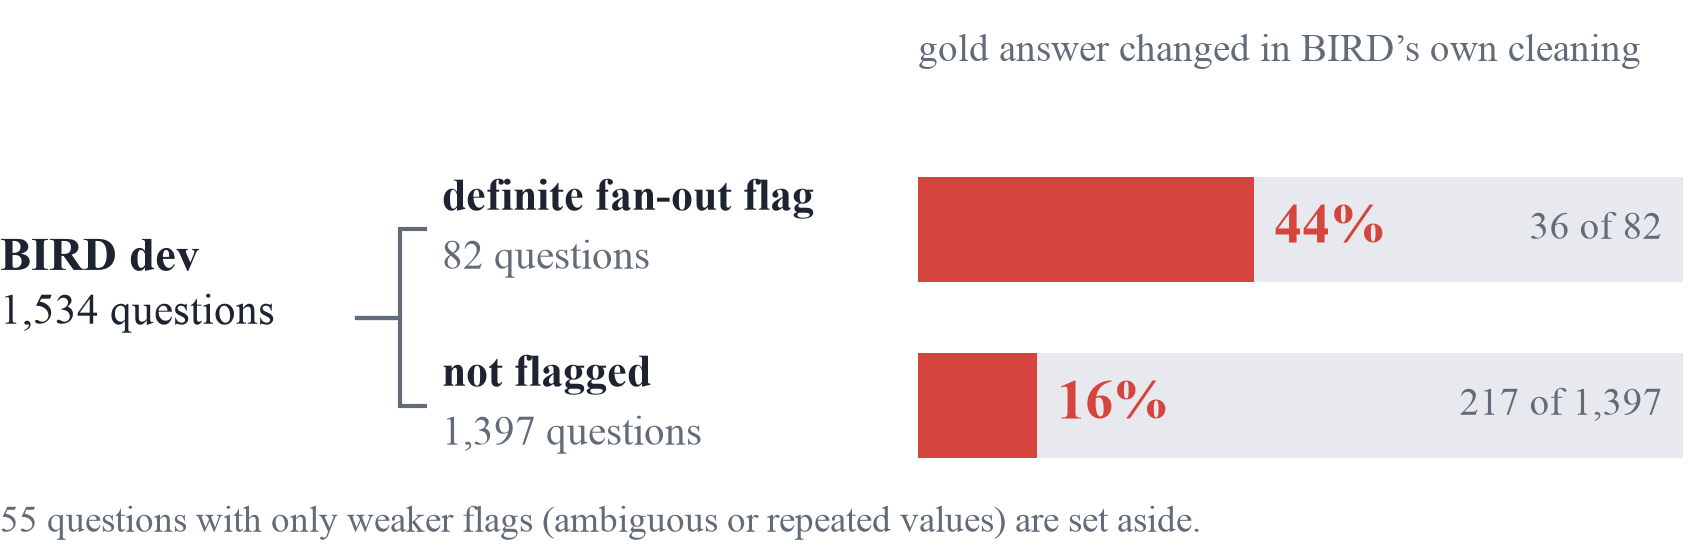 gold answer changed in BIRD’s own cleaning
BIRD dev
1,534 questions
definite fan-out flag
82 questions
44%
36 of 82
not flagged
1,397 questions
16%
217 of 1,397
55 questions with only weaker flags (ambiguous or repeated values) are set aside.